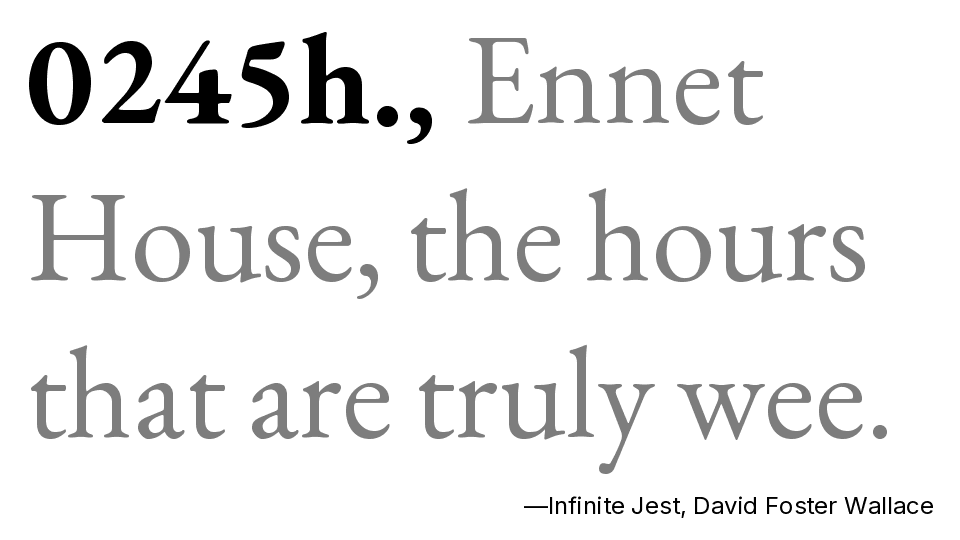 0245h., Ennet
House, the hours
that are truly wee.
—Infinite Jest, David Foster Wallace